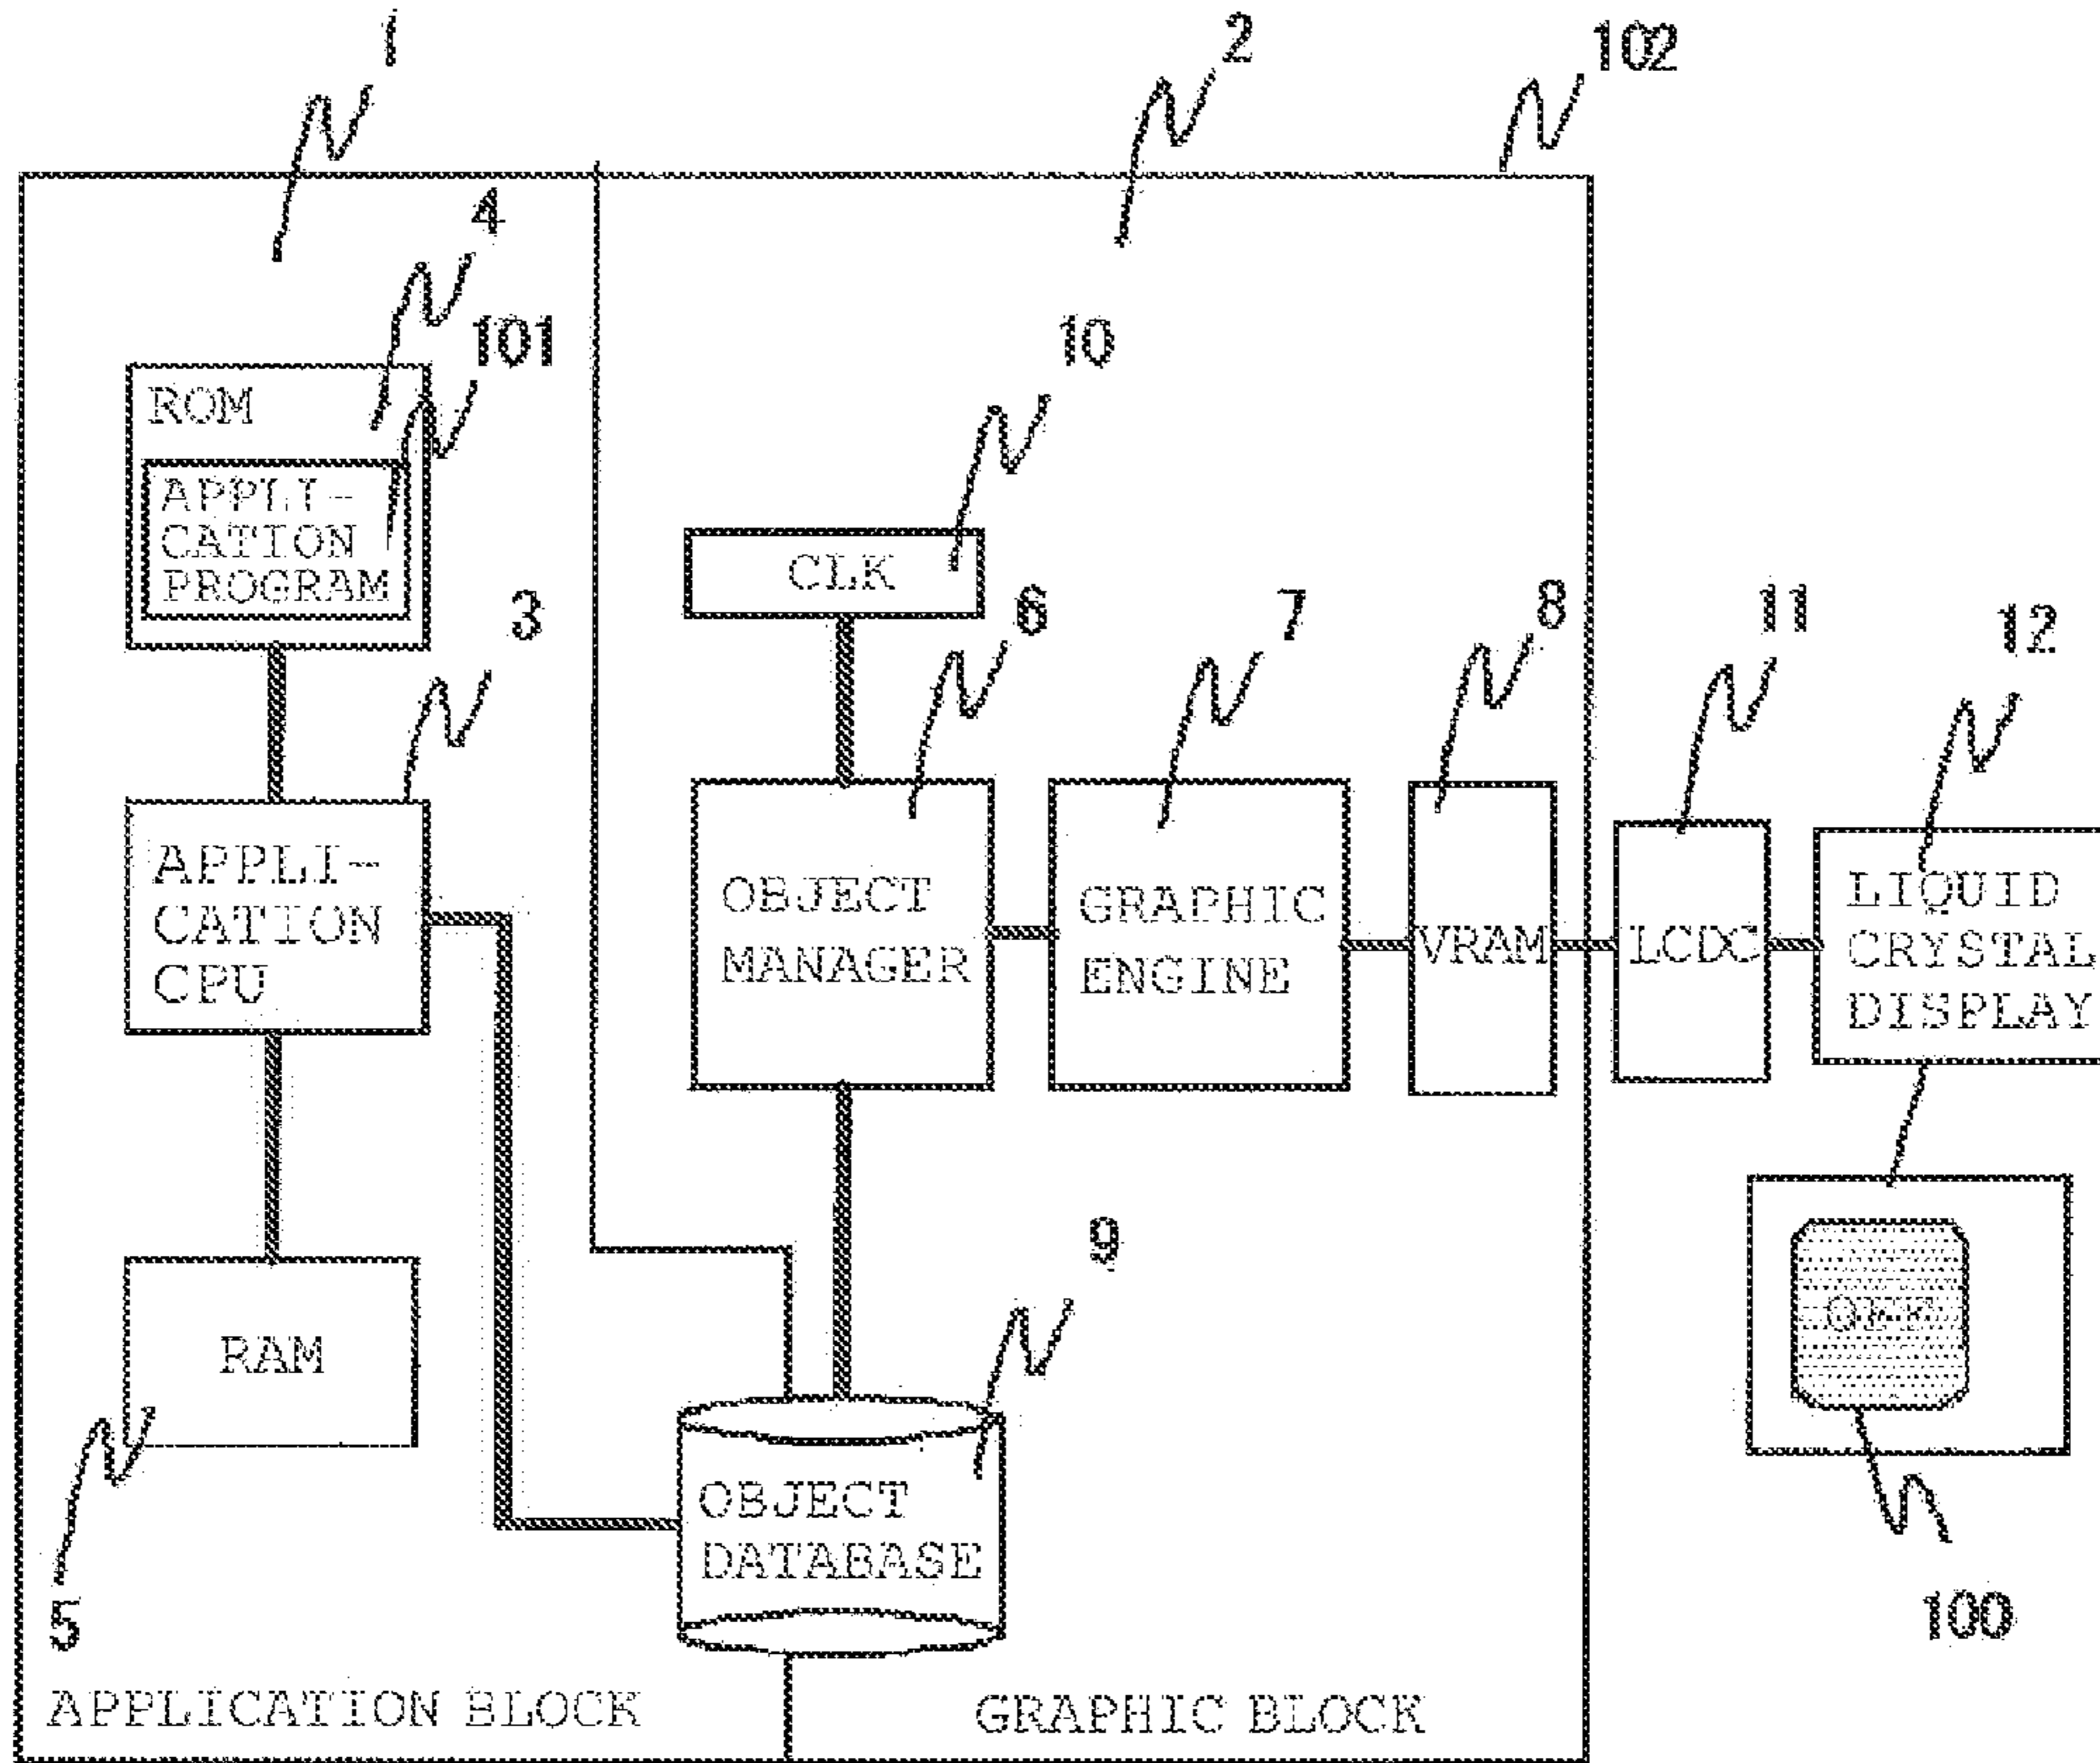 1
2
102
4
101
10
ROM
APPLI-
CATION
PROGRAM
CLK
3
6
7
8
11
12
APPLI-
CATION
CPU
OBJECT
MANAGER
GRAPHIC
ENGINE
VRAM
LCDC
LIQUID
CRYSTAL
DISPLAY
RAM
9
OFF
OBJECT
DATABASE
5
100
APPLICATION BLOCK
GRAPHIC BLOCK